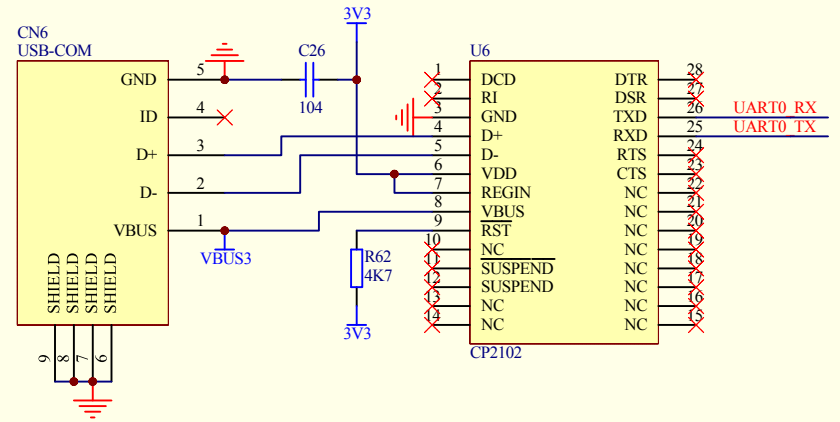 3V3
CN6
USB-COM
C26
104
U6
GND 5
ID 4
D+ 3
D- 2
VBUS 1
VBUS3
SHIELD
SHIELD
SHIELD
SHIELD
9
8
7
6
R62
4K7
3V3
1 DCD
2 RI
3 GND
4 D+
5 D-
6 VDD
7 REGIN
8 VBUS
9 RST
10 NC
11 SUSPEND
12 SUSPEND
13 NC
14 NC
DTR 28
DSR 27
TXD 26 UART0_RX
RXD 25 UART0_TX
RTS 24
CTS 23
NC 22
NC 21
NC 20
NC 19
NC 18
NC 17
NC 16
NC 15
CP2102